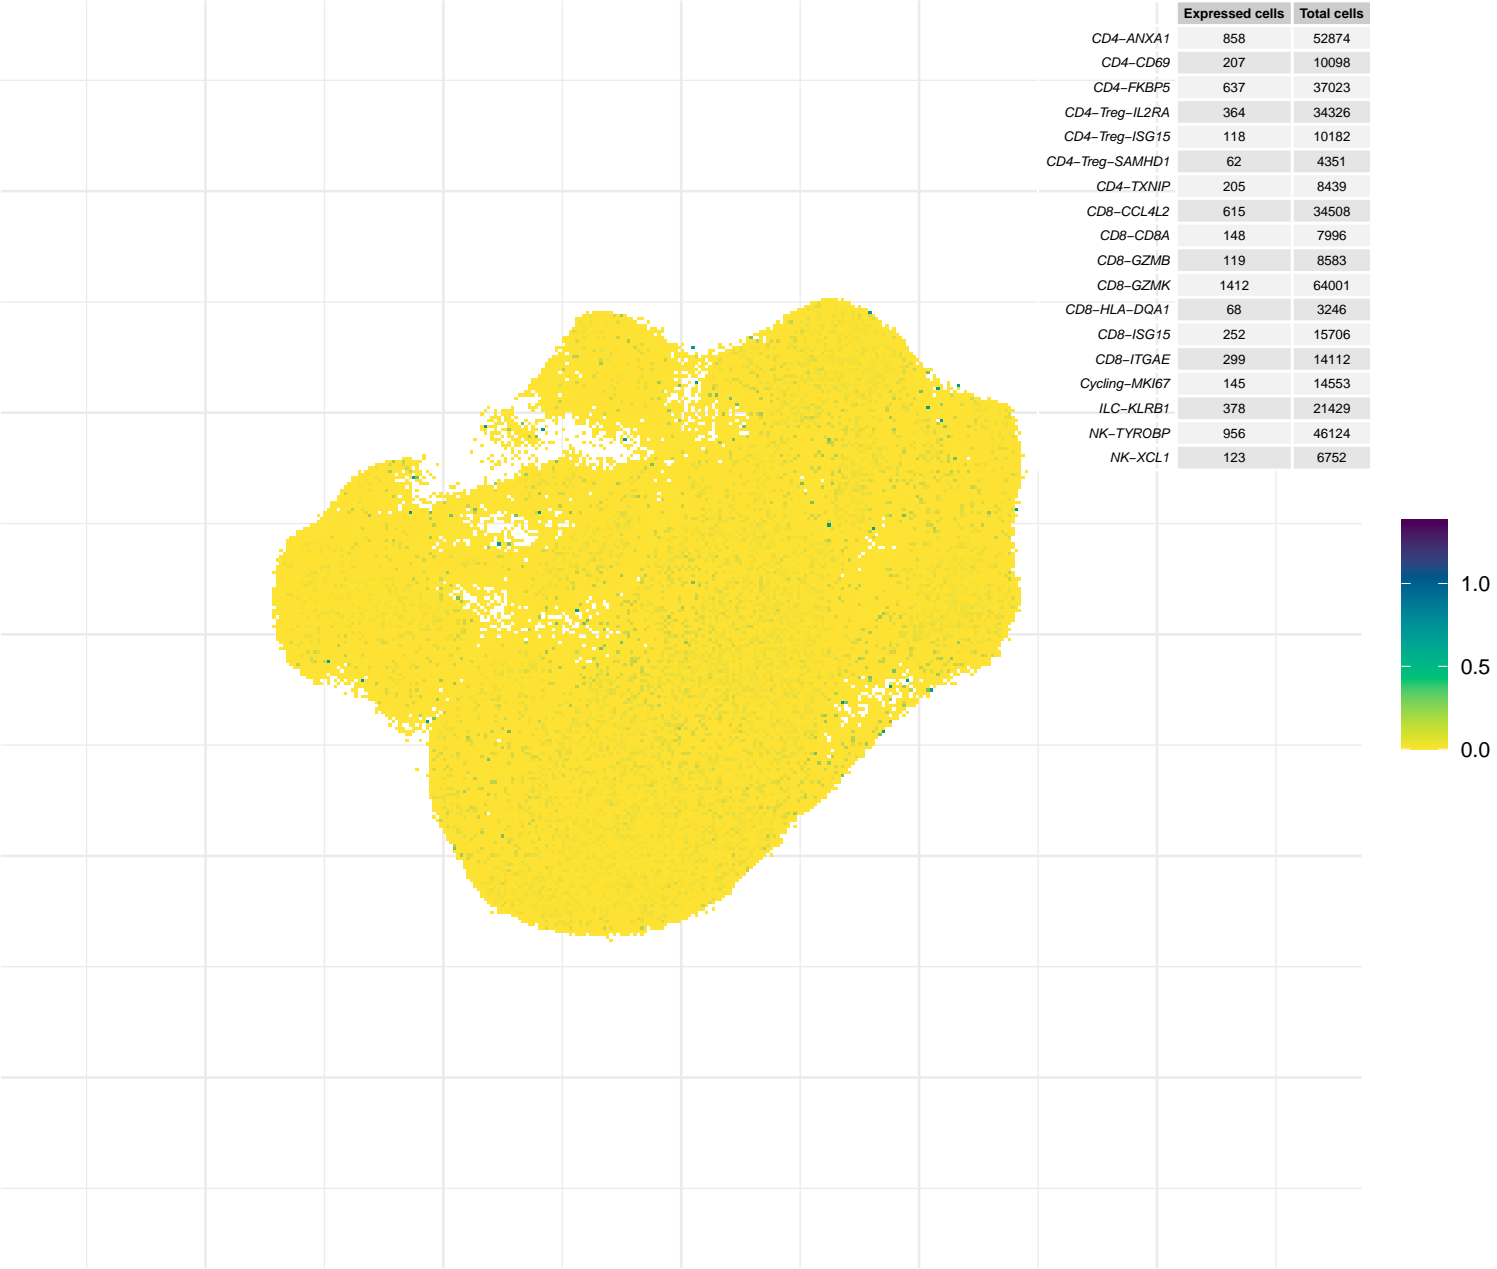 Expressed cells Total cells
CD4−ANXA1 858 52874
CD4−CD69 207 10098
CD4−FKBP5 637 37023
CD4−Treg−IL2RA 364 34326
CD4−Treg−ISG15 118 10182
CD4−Treg−SAMHD1 62 4351
CD4−TXNIP 205 8439
CD8−CCL4L2 615 34508
CD8−CD8A 148 7996
CD8−GZMB 119 8583
CD8−GZMK 1412 64001
CD8−HLA−DQA1 68 3246
CD8−ISG15 252 15706
CD8−ITGAE 299 14112
Cycling−MKI67 145 14553
ILC−KLRB1 378 21429
NK−TYROBP 956 46124
NK−XCL1 123 6752
1.0
0.5
0.0